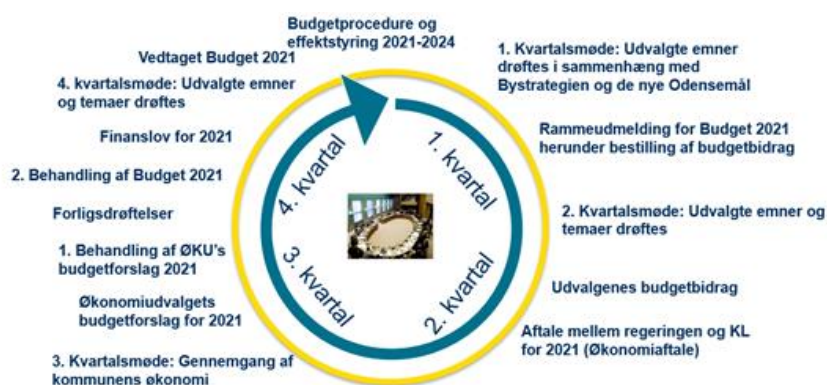 Budgetprocedure og
effektstyring 2021-2024
1. Kvartalsmøde: Udvalgte emner
drøftes i sammenhæng med
Bystrategien og de nye Odensemål
Rammeudmelding for Budget 2021
herunder bestilling af budgetbidrag
2. Kvartalsmøde: Udvalgte emner og
temaer drøftes
Udvalgenes budgetbidrag
Aftale mellem regeringen og KL
for 2021 (Økonomiaftale)
3. Kvartalsmøde: Gennemgang af
kommunens økonomi
Økonomiudvalgets
budgetforslag for 2021
1. Behandling af ØKU's
budgetforslag 2021
Forligsdrøftelser
2. Behandling af Budget 2021
Finanslov for 2021
4. kvartalsmøde: Udvalgte emner
og temaer drøftes
Vedtaget Budget 2021
1. kvartal
2. kvartal
3. kvartal
4. kvartal